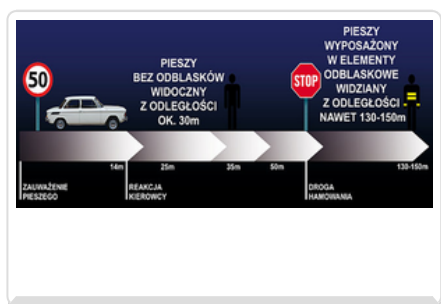 50
PIESZY
BEZ ODBLASKÓW
WIDOCZNY
Z ODLEGŁOŚCI
OK. 30m
STOP
PIESZY
WYPOSAŻONY
W ELEMENTY
ODBLASKOWE
WIDZIANY
Z ODLEGŁOŚCI
NAWET 130-150m
14m
25m
35m
50m
130-150m
ZAUWAŻENIE
PIESZEGO
REAKCJA
KIEROWCY
DROGA
HAMOWANIA